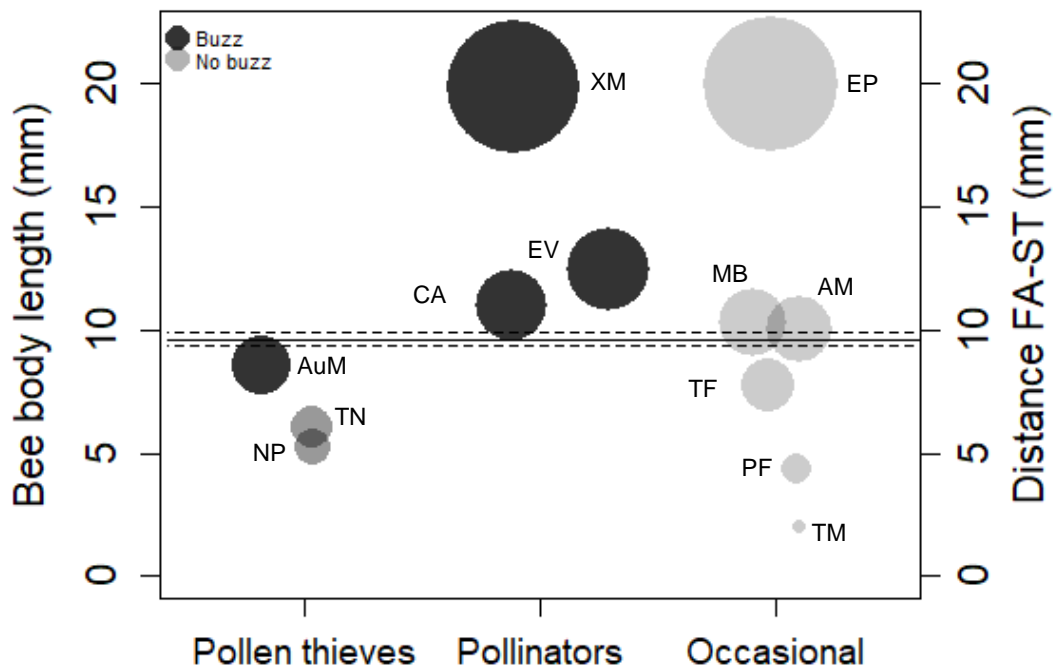 Buzz
No buzz
Bee body length (mm)
Distance FA-ST (mm)
20
15
10
5
0
20
15
10
5
0
XM
EP
EV
CA
MB
AM
AuM
TF
TN
NP
PF
TM
Pollen thieves
Pollinators
Occasional